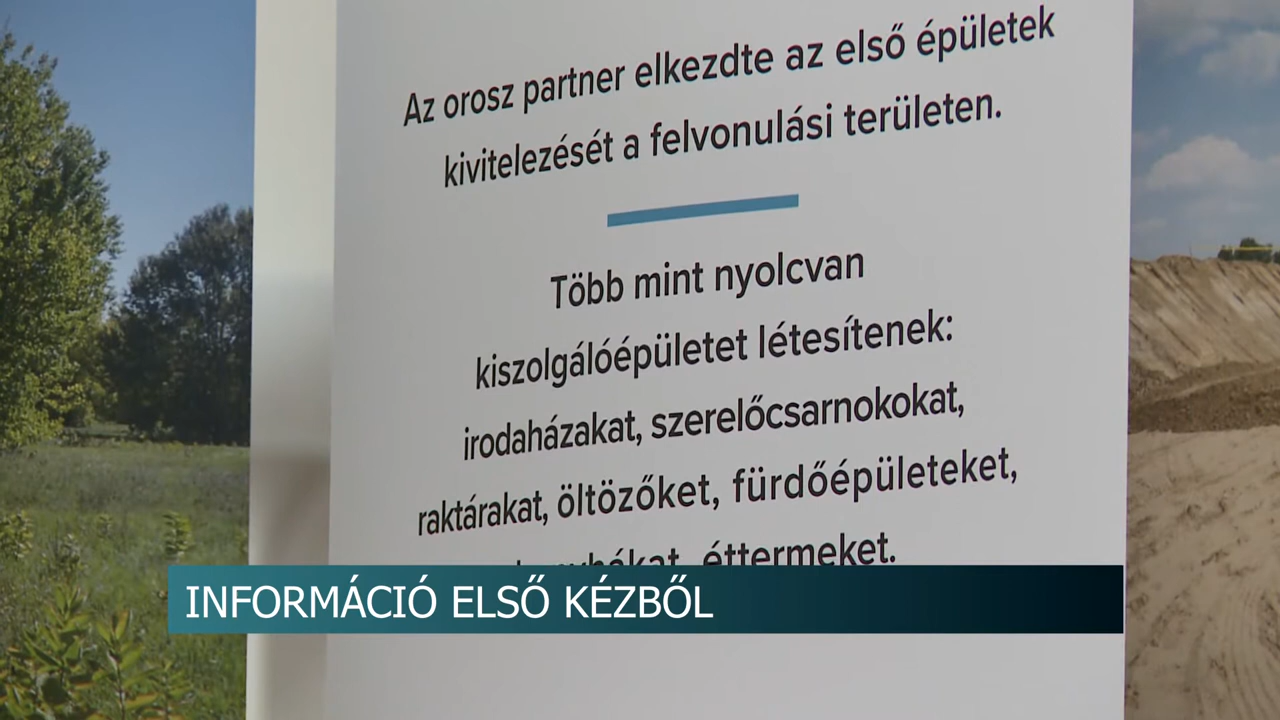 Az orosz partner elkezdte az első épületek
kivitelezését a felvonulási területen.
Több mint nyolcvan
kiszolgálóépületet létesítenek:
irodaházakat, szerelőcsarnokokat,
raktárakat, öltözőket, fürdőépületeket,
éttermeket.
INFORMÁCIÓ ELSŐ KÉZBŐL